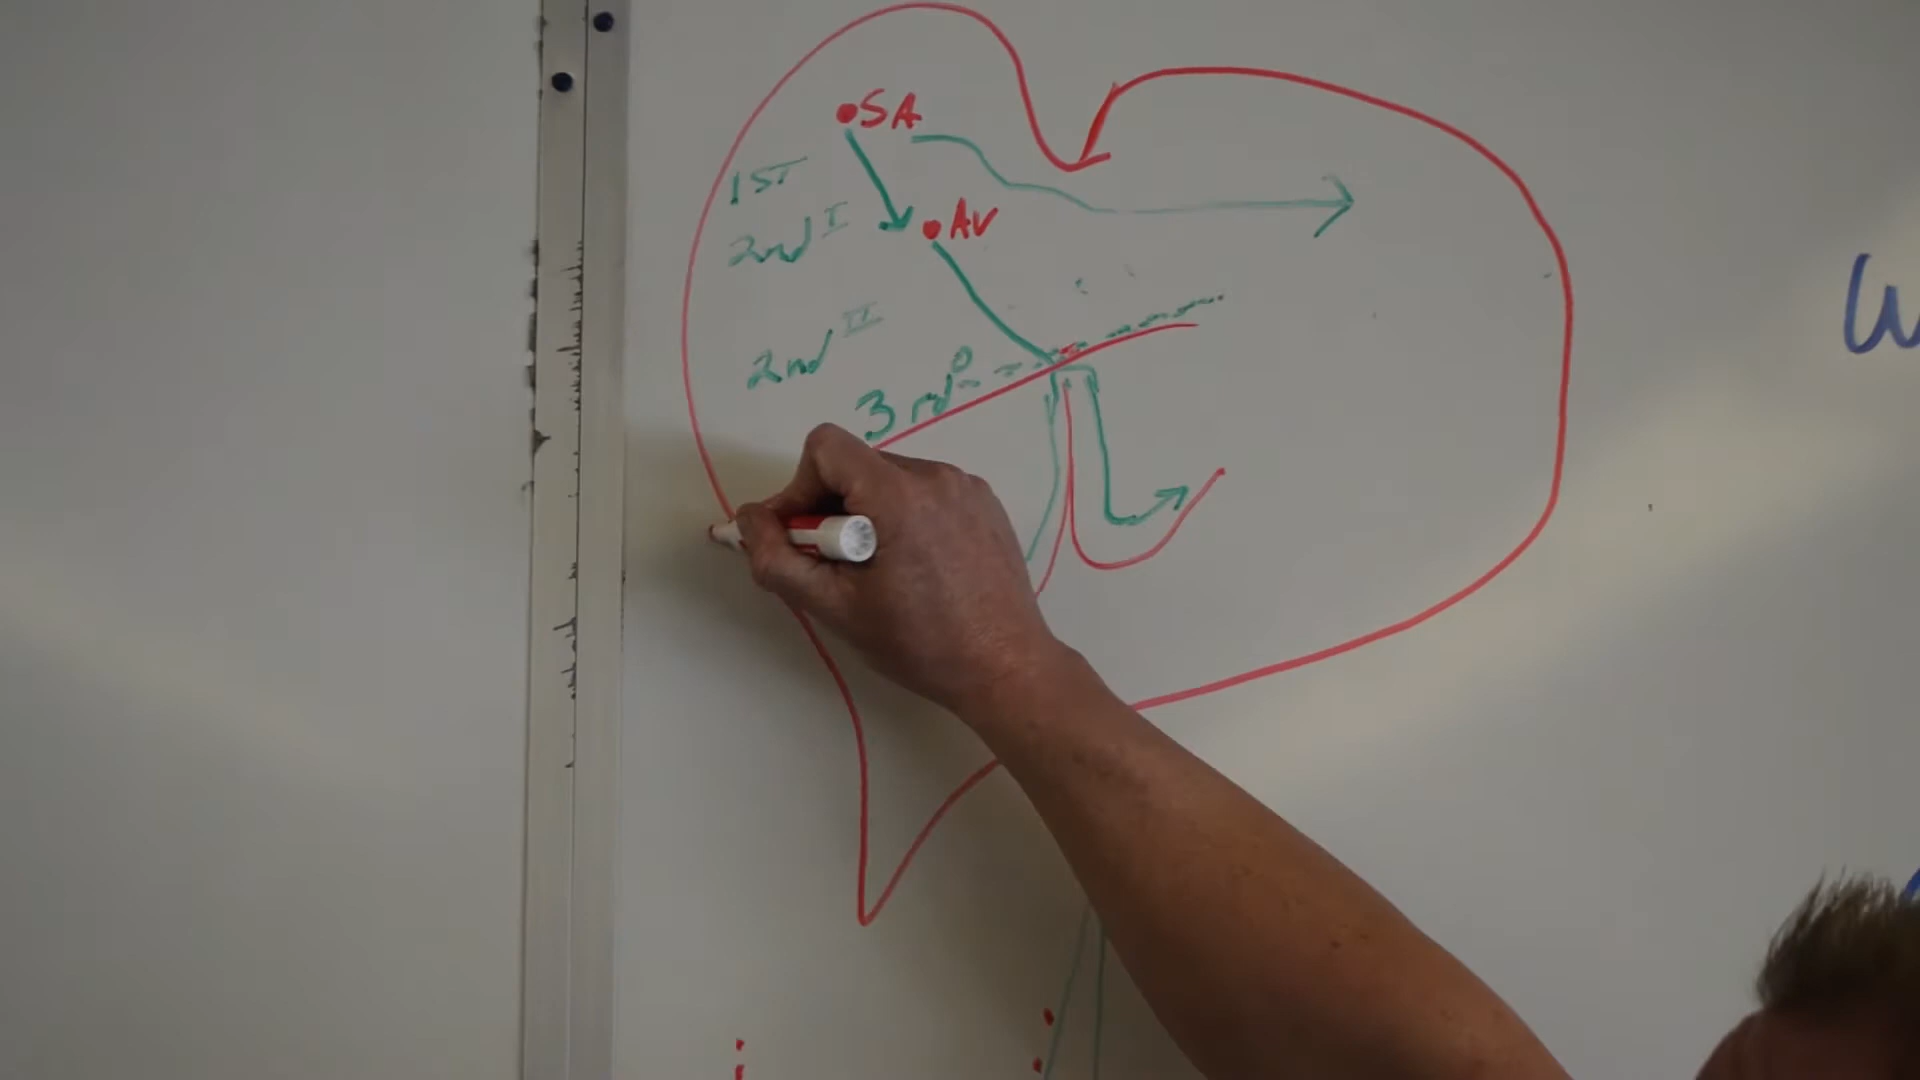 SA
1ST
AV
2nd I
2nd II
3rd°
W